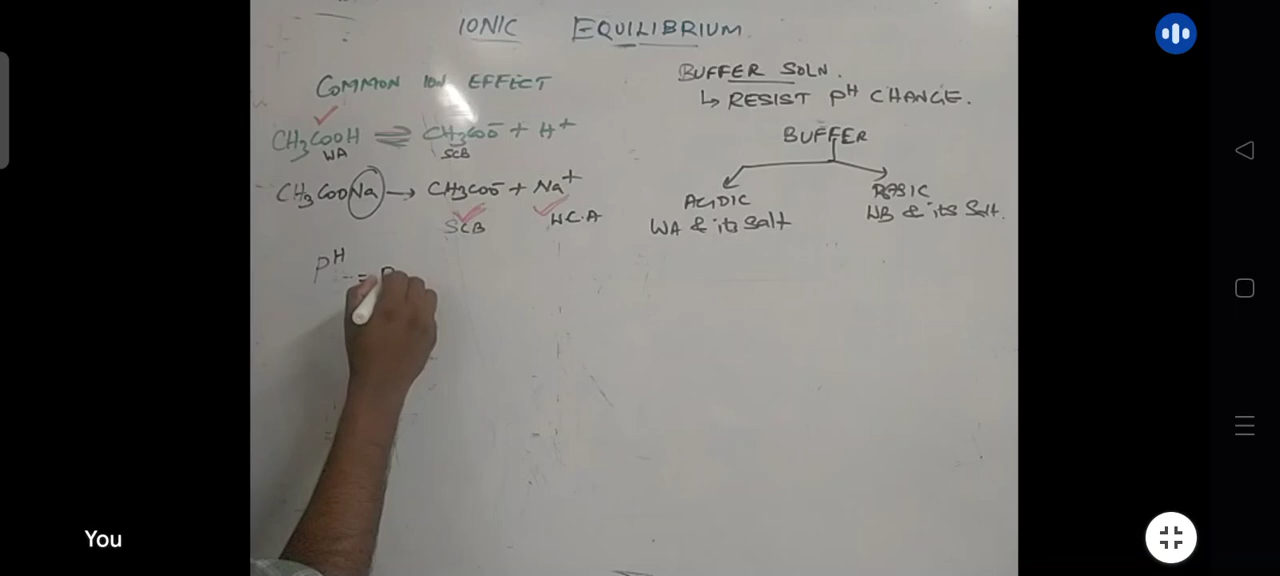 IONIC EQUILIBRIUM
COMMON ION EFFECT
CH3COOH ⇌ CH3COO⁻ + H⁺
WA SCB
CH3COONa → CH3COO⁻ + Na⁺
SCB W.C.A
pH =
BUFFER SOLN.
↳ RESIST pH CHANGE.
BUFFER
ACIDIC
WA & its salt
BASIC
WB & its salt.
You